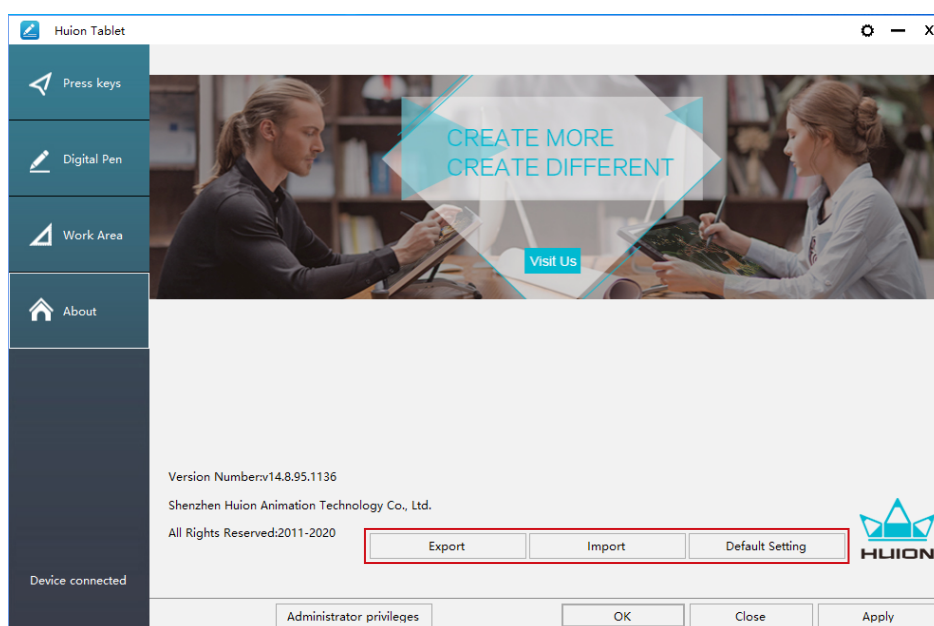 Huion Tablet
X
Press keys
Digital Pen
Work Area
About
CREATE MORE
CREATE DIFFERENT
Visit Us
Version Number:v14.8.95.1136
Shenzhen Huion Animation Technology Co., Ltd.
All Rights Reserved:2011-2020
Export
Import
Default Setting
HUION
Device connected
Administrator privileges
OK
Close
Apply